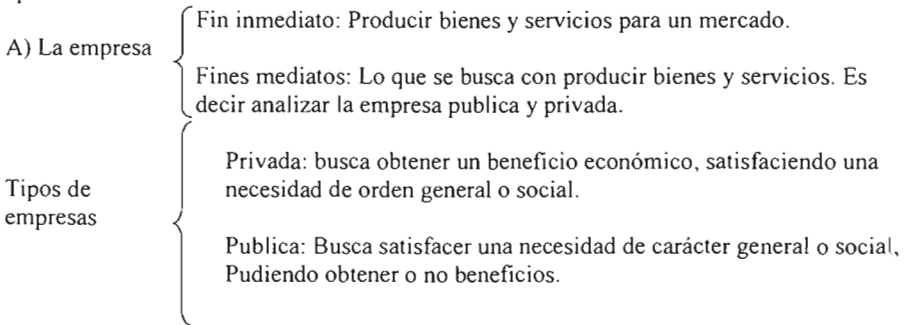 Fin inmediato: Producir bienes y servicios para un mercado.
A) La empresa
Fines mediatos: Lo que se busca con producir bienes y servicios. Es
decir analizar la empresa publica y privada.
Privada: busca obtener un beneficio económico, satisfaciendo una
necesidad de orden general o social.
Tipos de
empresas
Publica: Busca satisfacer una necesidad de carácter general o social,
Pudiendo obtener o no beneficios.